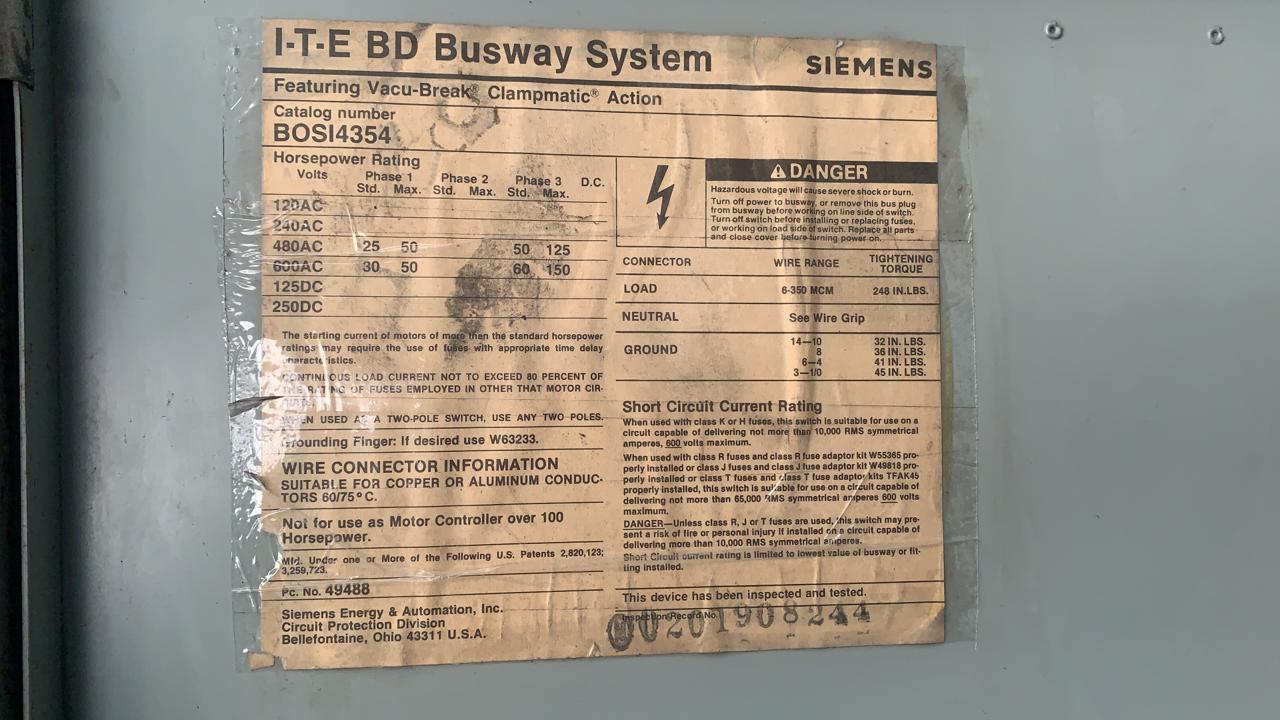 I-T-E BD Busway System
SIEMENS
Featuring Vacu-Break® Clampmatic® Action
Catalog number
BOSI4354
Horsepower Rating
Volts Phase 1 Phase 2 Phase 3 D.C.
Std. Max. Std. Max. Std. Max.
120AC
240AC
480AC 25 50 50 125
600AC 30 50 60 150
125DC
250DC
The starting current of motors of more than the standard horsepower
ratings may require the use of fuses with appropriate time delay
characteristics.
CONTINUOUS LOAD CURRENT NOT TO EXCEED 80 PERCENT OF
THE RATING OF FUSES EMPLOYED IN OTHER THAT MOTOR CIR-
WHEN USED AS A TWO-POLE SWITCH, USE ANY TWO POLES.
Grounding Finger: If desired use W63233.
WIRE CONNECTOR INFORMATION
SUITABLE FOR COPPER OR ALUMINUM CONDUC-
TORS 60/75°C.
Not for use as Motor Controller over 100
Horsepower.
Mfd. Under one or More of the Following U.S. Patents 2,820,123;
3,259,723.
Pc. No. 49488
Siemens Energy & Automation, Inc.
Circuit Protection Division
Bellefontaine, Ohio 43311 U.S.A.
DANGER
Hazardous voltage will cause severe shock or burn.
Turn off power to busway, or remove this bus plug
from busway before working on line side of switch.
Turn off switch before installing or replacing fuses,
or working on load side of switch. Replace all parts
and close cover before turning power on.
CONNECTOR WIRE RANGE TIGHTENING
TORQUE
LOAD 6-350 MCM 248 IN.LBS.
NEUTRAL See Wire Grip
GROUND
14—10 32 IN. LBS.
8 36 IN. LBS.
6—4 41 IN. LBS.
3—1/0 45 IN. LBS.
Short Circuit Current Rating
When used with class K or H fuses, this switch is suitable for use on a
circuit capable of delivering not more than 10,000 RMS symmetrical
amperes, 600 volts maximum.
When used with class R fuses and class R fuse adaptor kit W55365 pro-
perly installed or class J fuses and class J fuse adaptor kit W49818 pro-
perly installed or class T fuses and class T fuse adaptor kits TFAK45
properly installed, this switch is suitable for use on a circuit capable of
delivering not more than 65,000 RMS symmetrical amperes 600 volts
maximum.
DANGER—Unless class R, J or T fuses are used, this switch may pre-
sent a risk of fire or personal injury if installed on a circuit capable of
delivering more than 10,000 RMS symmetrical amperes.
Short Circuit current rating is limited to lowest value of busway or fit-
ting installed.
This device has been inspected and tested.
Inspection Record No.
00201908244